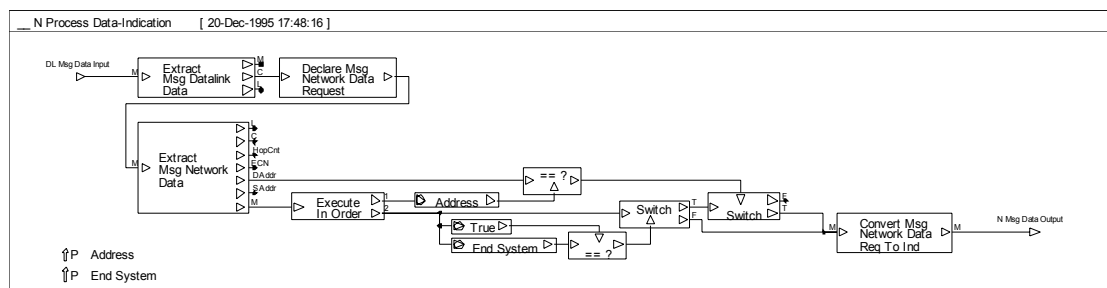 __ N Process Data-Indication [ 20-Dec-1995 17:48:16 ]
DL Msg Data Input
M
Extract
Msg Datalink
Data
M
C
L
Declare Msg
Network Data
Request
M
Extract
Msg Network
Data
L
C
HopCnt
ECN
DAddr
SAddr
M
Execute
In Order
1
2
Address
== ?
True
End System
== ?
Switch
T
F
Switch
F
T
M
Convert Msg
Network Data
Req To Ind
M
N Msg Data Output
P Address
P End System